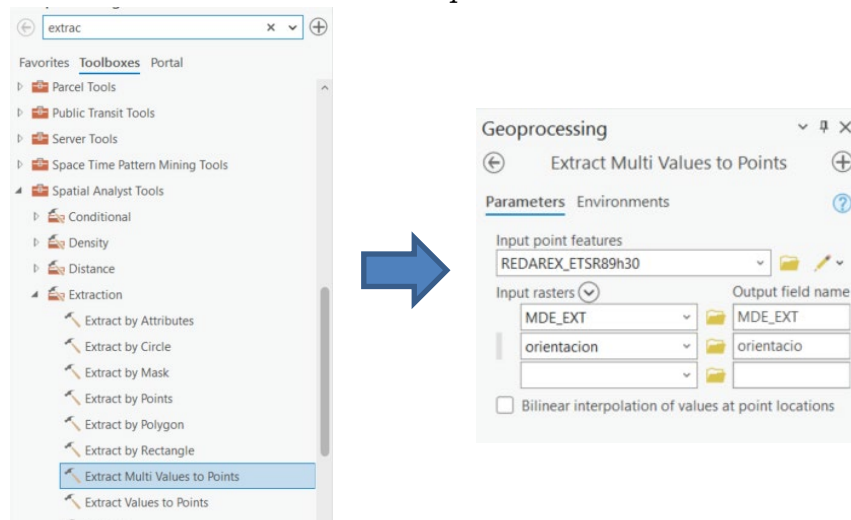 extrac
Favorites Toolboxes Portal
Parcel Tools
Public Transit Tools
Server Tools
Space Time Pattern Mining Tools
Spatial Analyst Tools
Conditional
Density
Distance
Extraction
Extract by Attributes
Extract by Circle
Extract by Mask
Extract by Points
Extract by Polygon
Extract by Rectangle
Extract Multi Values to Points
Extract Values to Points
Geoprocessing
Extract Multi Values to Points
Parameters Environments
Input point features
REDAREX_ETSR89h30
Input rasters Output field name
MDE_EXT MDE_EXT
orientacion orientacio
Bilinear interpolation of values at point locations